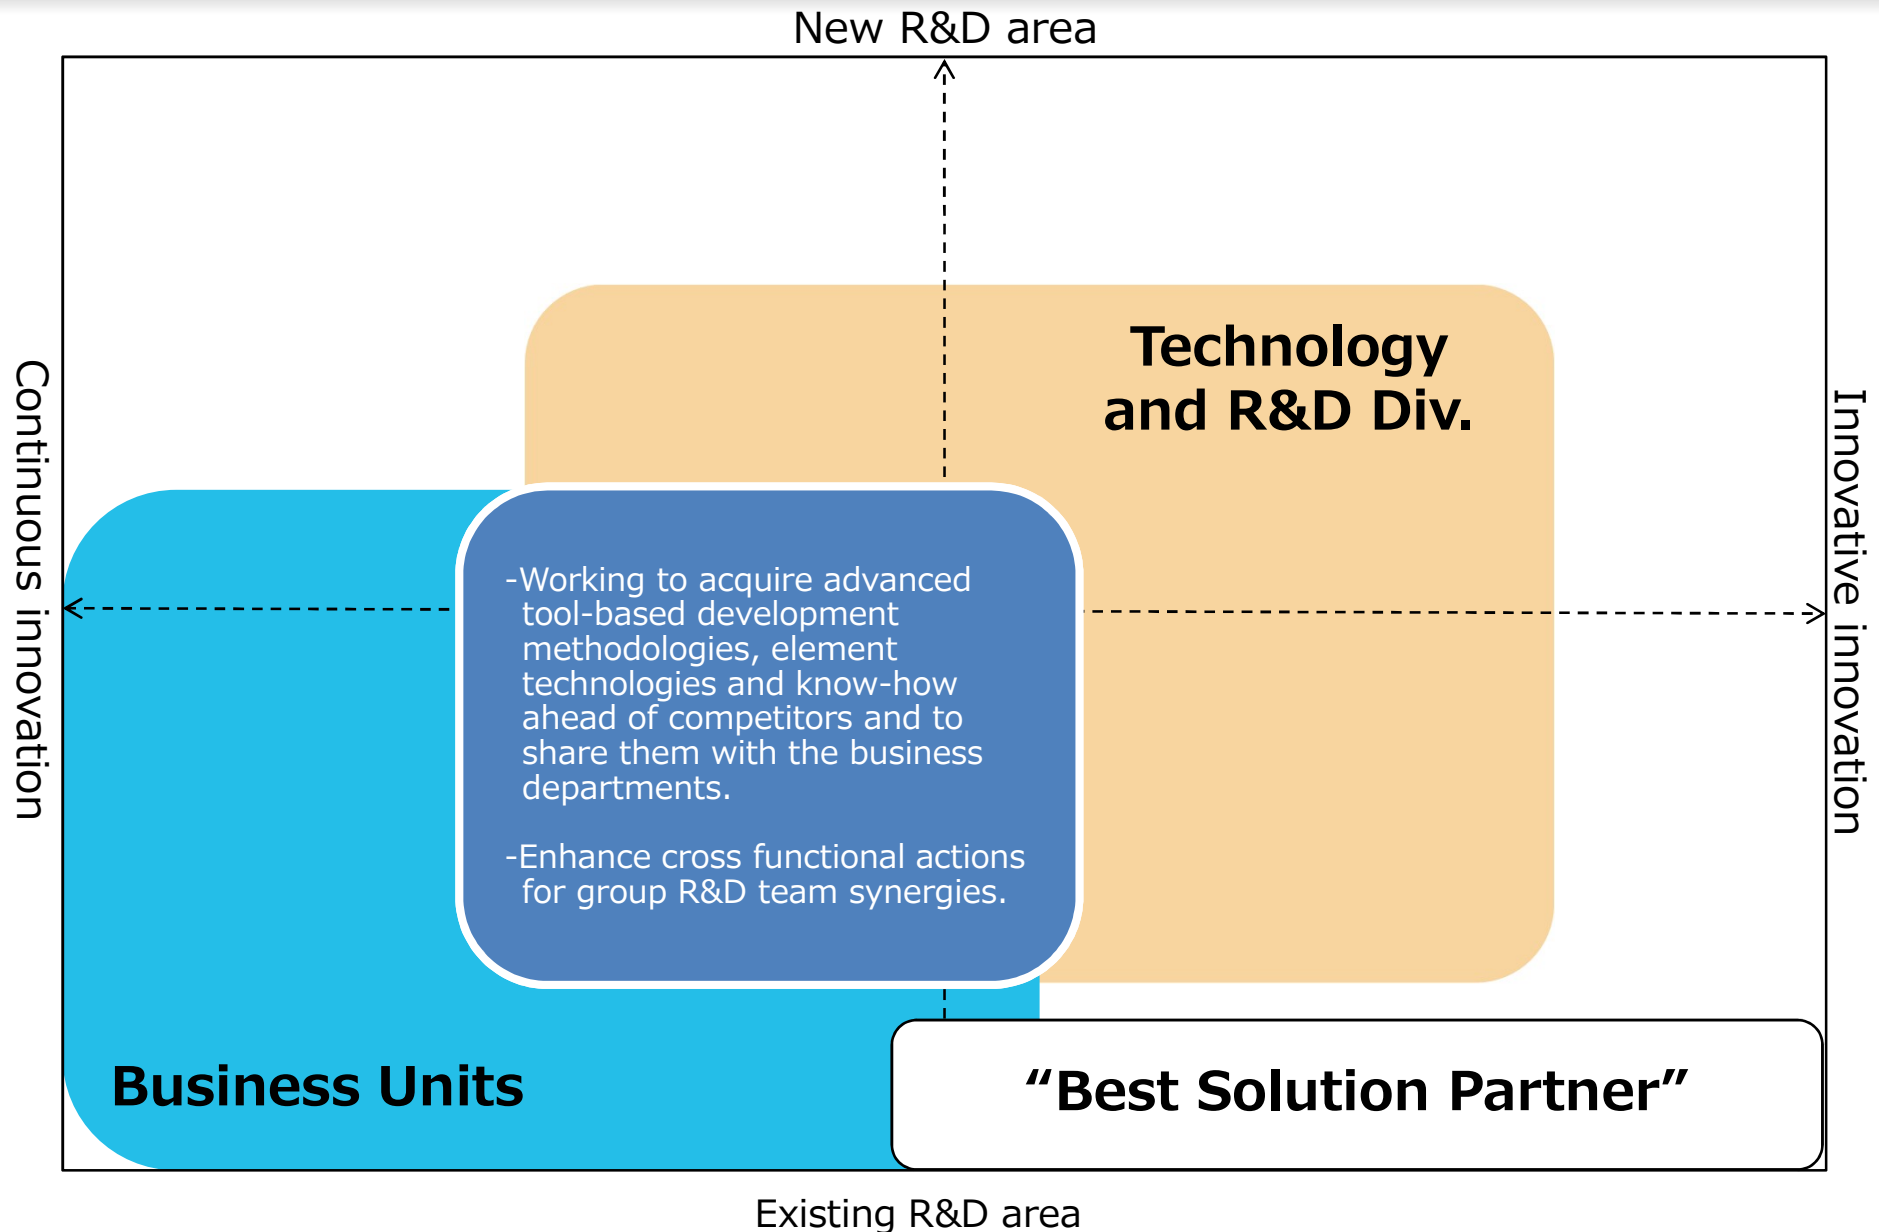 New R&D area
Technology
and R&D Div.
Continuous innovation
Innovative innovation
-Working to acquire advanced
tool-based development
methodologies, element
technologies and know-how
ahead of competitors and to
share them with the business
departments.
-Enhance cross functional actions
for group R&D team synergies.
Business Units
“Best Solution Partner”
Existing R&D area